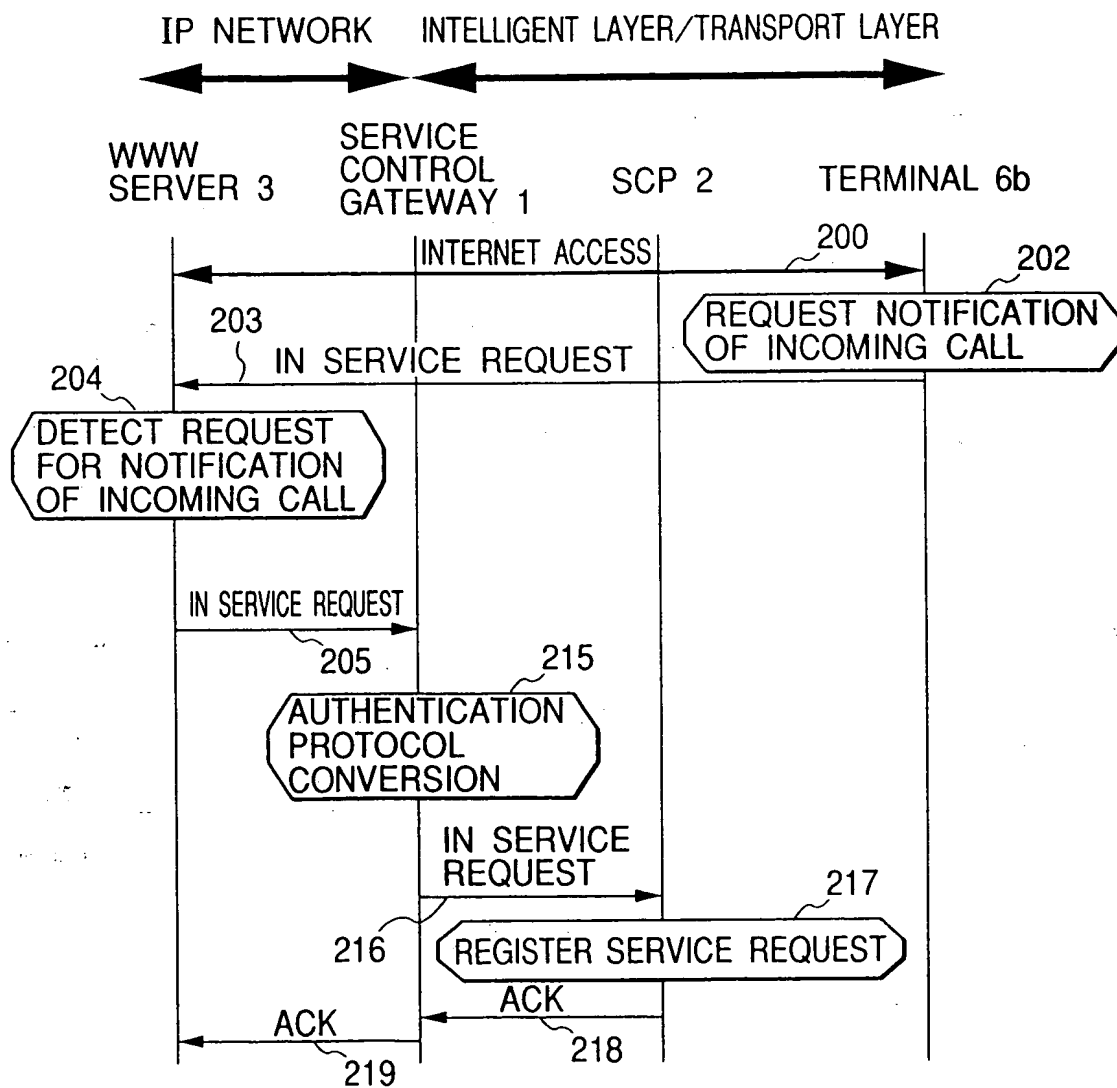 IP NETWORK
INTELLIGENT LAYER/TRANSPORT LAYER
WWW
SERVER 3
SERVICE
CONTROL
GATEWAY 1
SCP 2
TERMINAL 6b
INTERNET ACCESS
200
202
REQUEST NOTIFICATION
OF INCOMING CALL
203
IN SERVICE REQUEST
204
DETECT REQUEST
FOR NOTIFICATION
OF INCOMING CALL
IN SERVICE REQUEST
205
215
AUTHENTICATION
PROTOCOL
CONVERSION
IN SERVICE
REQUEST
216
217
REGISTER SERVICE REQUEST
ACK
218
ACK
219